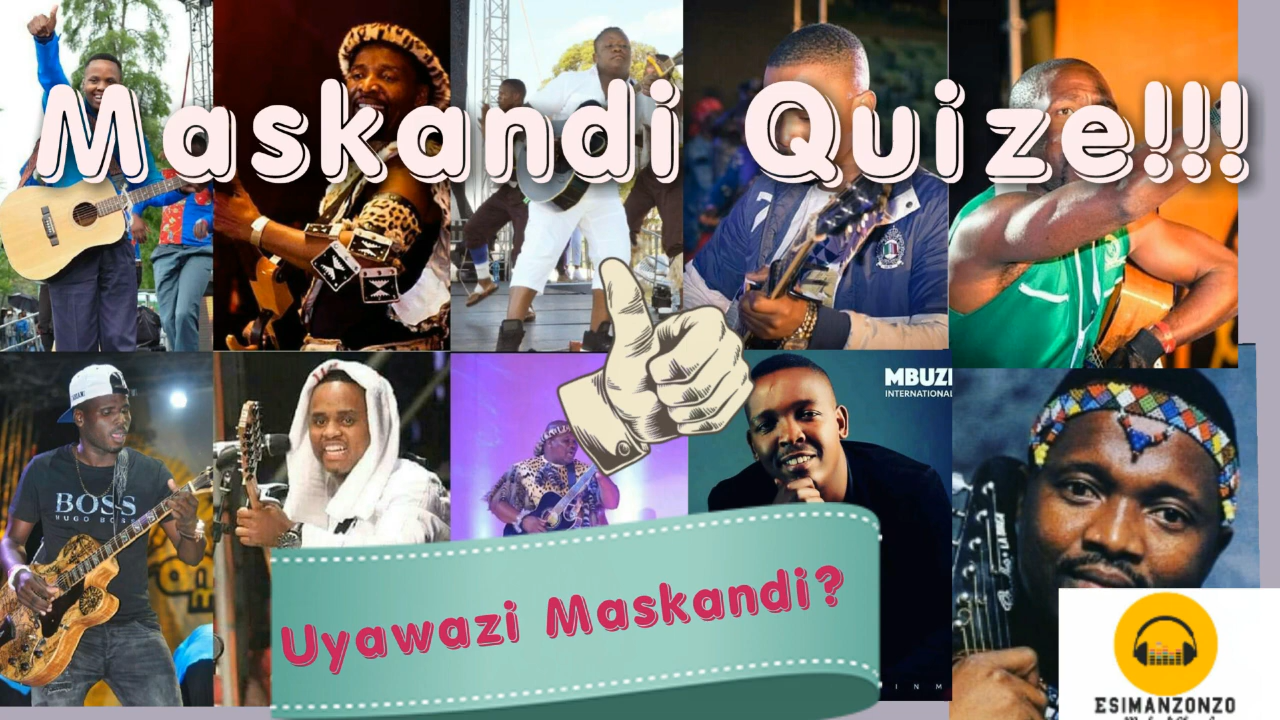 Maskandi Quize!!!
BOSS
HUGO BOSS
MBUZI
INTERNATIONAL
Uyawazi Maskandi?
ESIMANZONZO